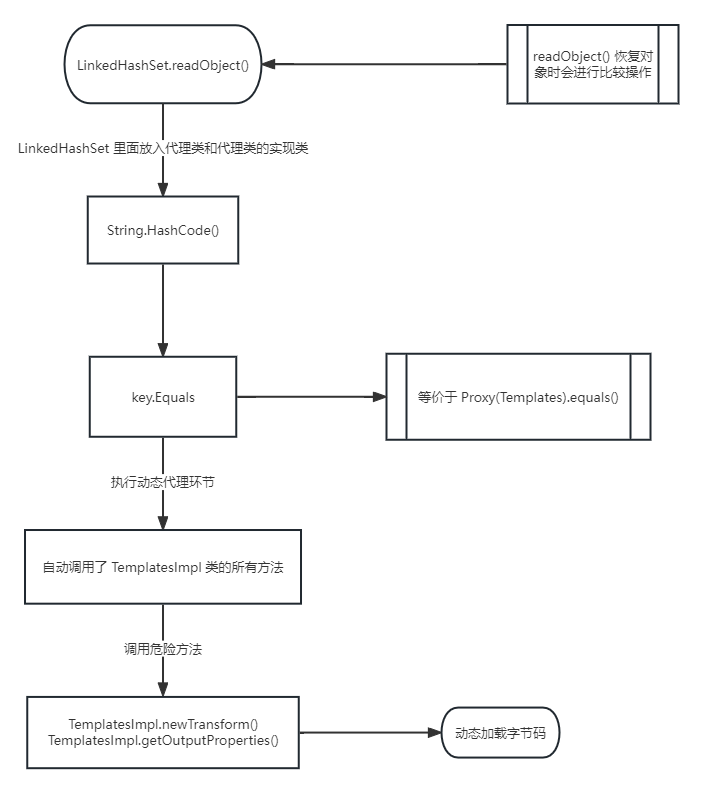 LinkedHashSet.readObject()
readObject() 恢复对
象时会进行比较操作
LinkedHashSet 里面放入代理类和代理类的实现类
String.HashCode()
key.Equals
等价于 Proxy(Templates).equals()
执行动态代理环节
自动调用了 TemplatesImpl 类的所有方法
调用危险方法
TemplatesImpl.newTransform()
TemplatesImpl.getOutputProperties()
动态加载字节码